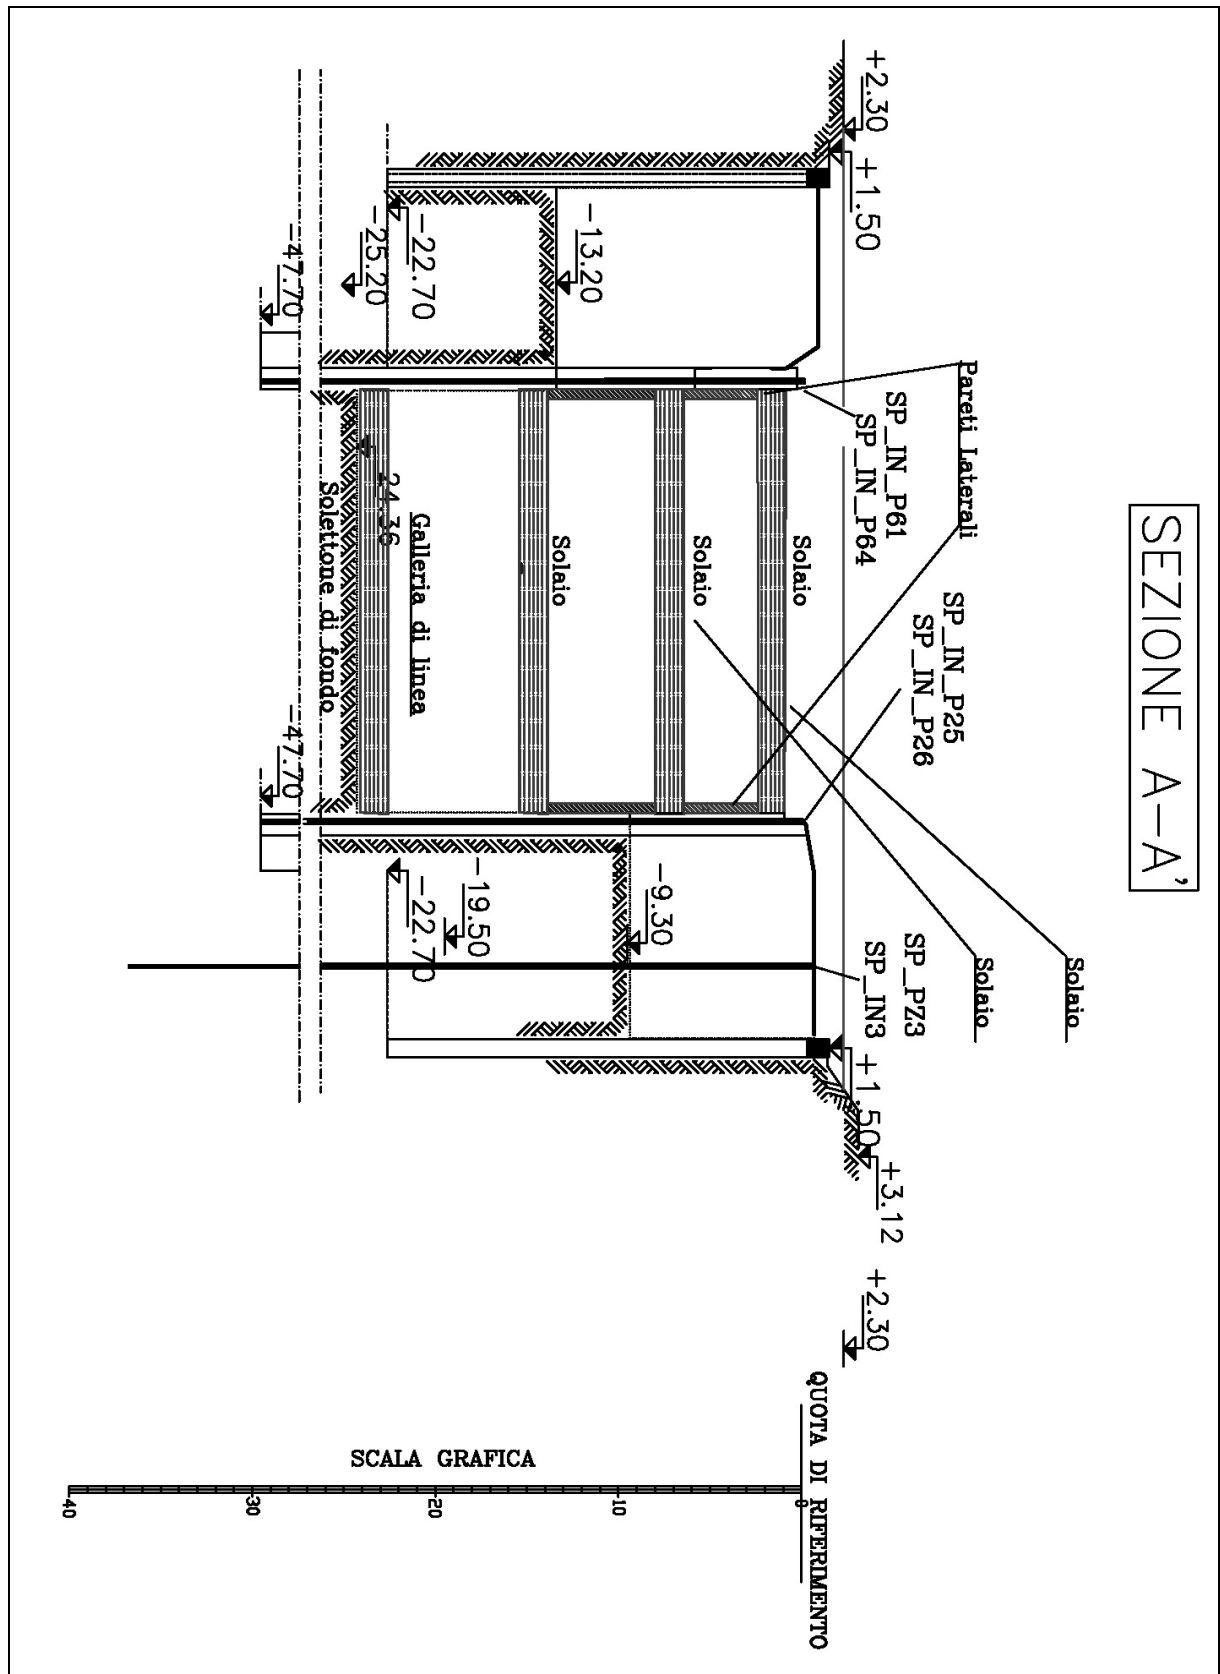 SEZIONE A-A'
Solaio
Solaio
Pareti Laterali
SP_IN_P25
SP_IN_P26
SP_PZ3
SP_IN3
SP_IN_P61
SP_IN_P64
+2.30
+1.50
+1.50
+3.12
+2.30
QUOTA DI RIFERIMENTO
0
Solaio
Solaio
Solaio
-13.20
-9.30
10
Galleria di linea
-19.50
-22.70
-22.70
20
SCALA GRAFICA
24.36
-25.20
Solettone di fondo
-47.70
-47.70
30
40